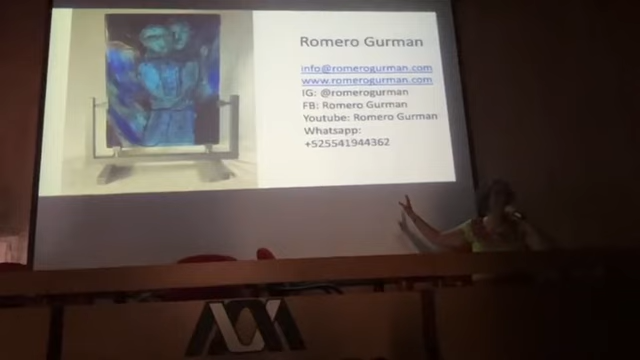 Romero Gurman
info@romerogurman.com
www.romerogurman.com
IG: @romerogurman
FB: Romero Gurman
Youtube: Romero Gurman
Whatsapp:
+525541944362